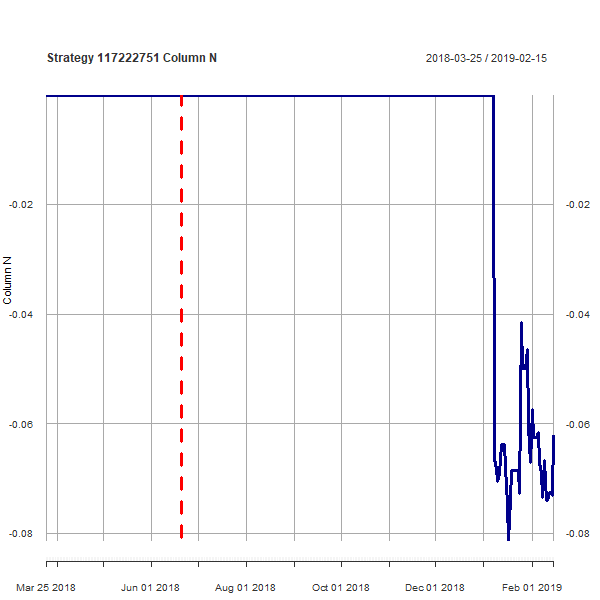 Strategy 117222751 Column N
2018-03-25 / 2019-02-15
-0.02
-0.04
-0.06
-0.08
Column N
-0.02
-0.04
-0.06
-0.08
Mar 25 2018
Jun 01 2018
Aug 01 2018
Oct 01 2018
Dec 01 2018
Feb 01 2019